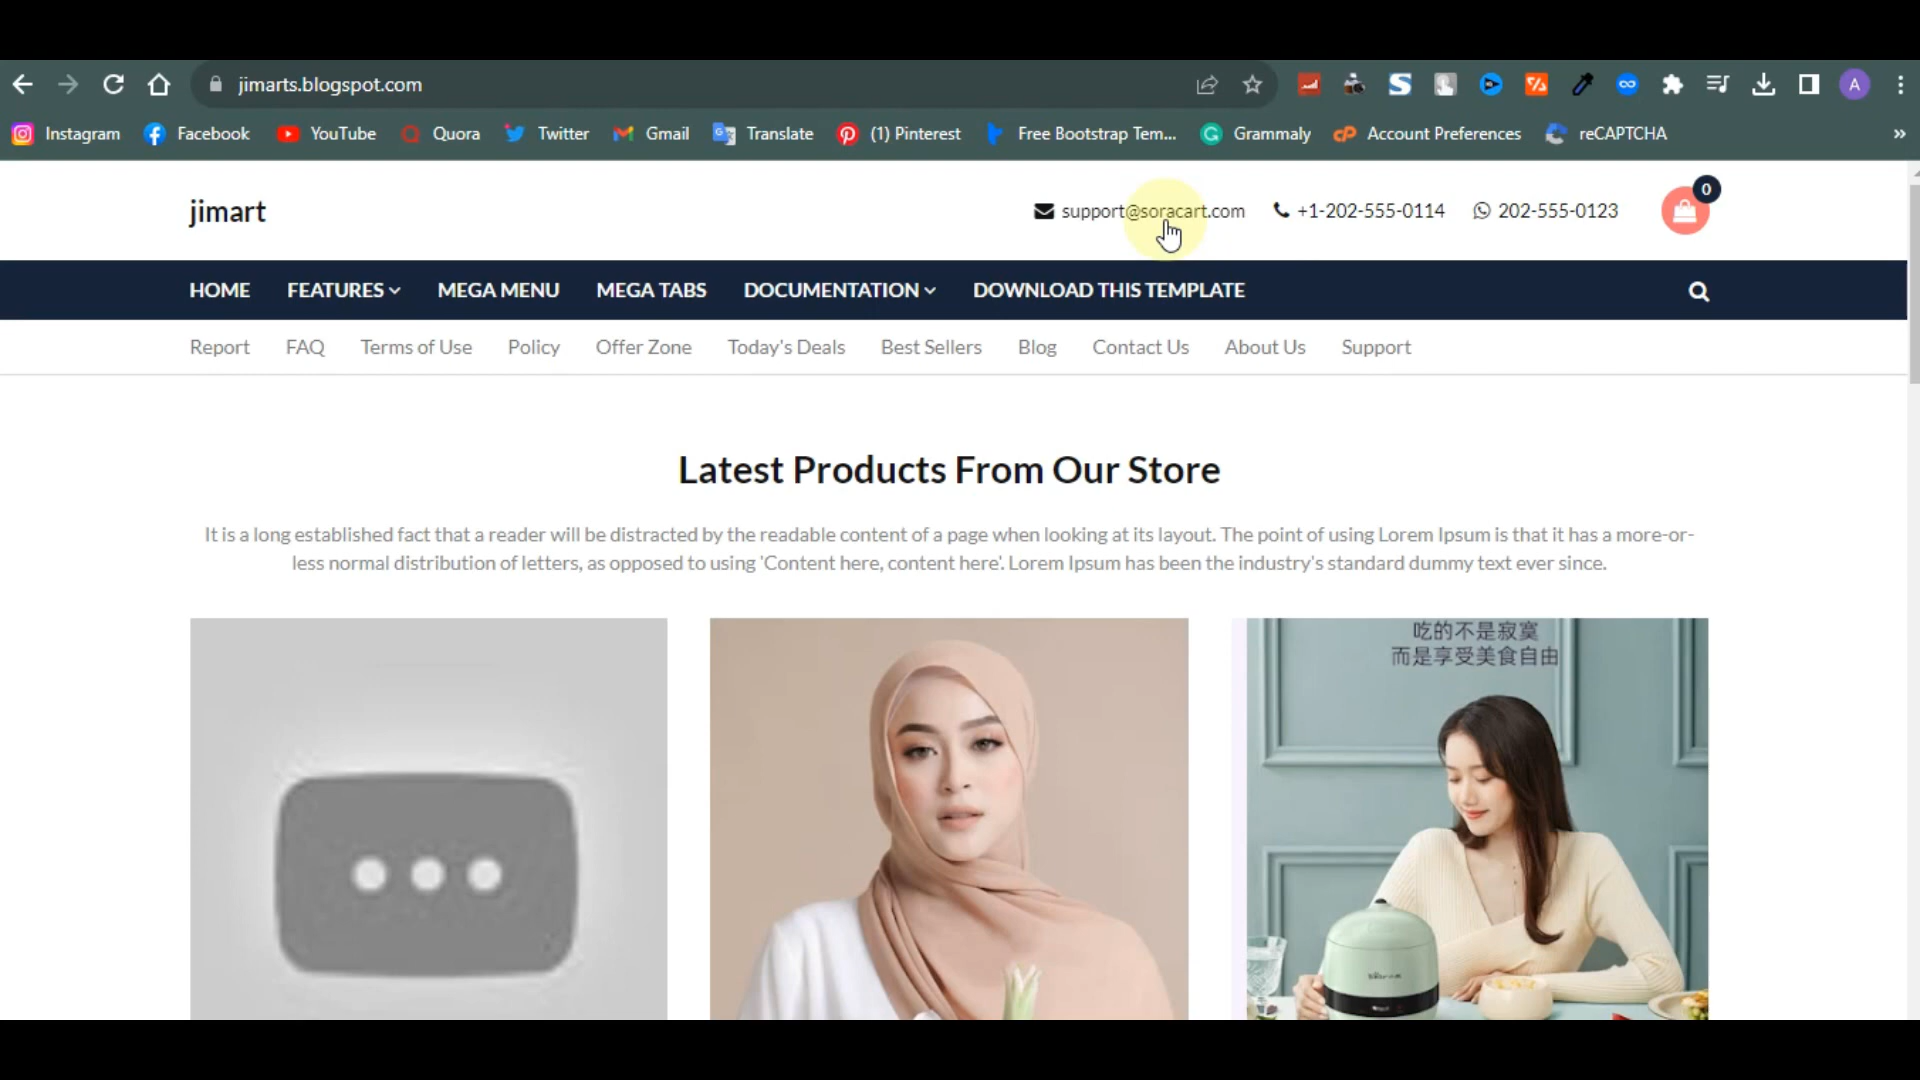 jimarts.blogspot.com
A
Instagram Facebook YouTube Quora Twitter Gmail Translate (1) Pinterest Free Bootstrap Tem... Grammaly Account Preferences reCAPTCHA »
jimart
support@soracart.com +1-202-555-0114 202-555-0123 0
HOME FEATURES MEGA MENU MEGA TABS DOCUMENTATION DOWNLOAD THIS TEMPLATE
Report FAQ Terms of Use Policy Offer Zone Today's Deals Best Sellers Blog Contact Us About Us Support
Latest Products From Our Store
It is a long established fact that a reader will be distracted by the readable content of a page when looking at its layout. The point of using Lorem Ipsum is that it has a more-or-
less normal distribution of letters, as opposed to using 'Content here, content here'. Lorem Ipsum has been the industry's standard dummy text ever since.
吃的不是寂寞
而是享受美食自由